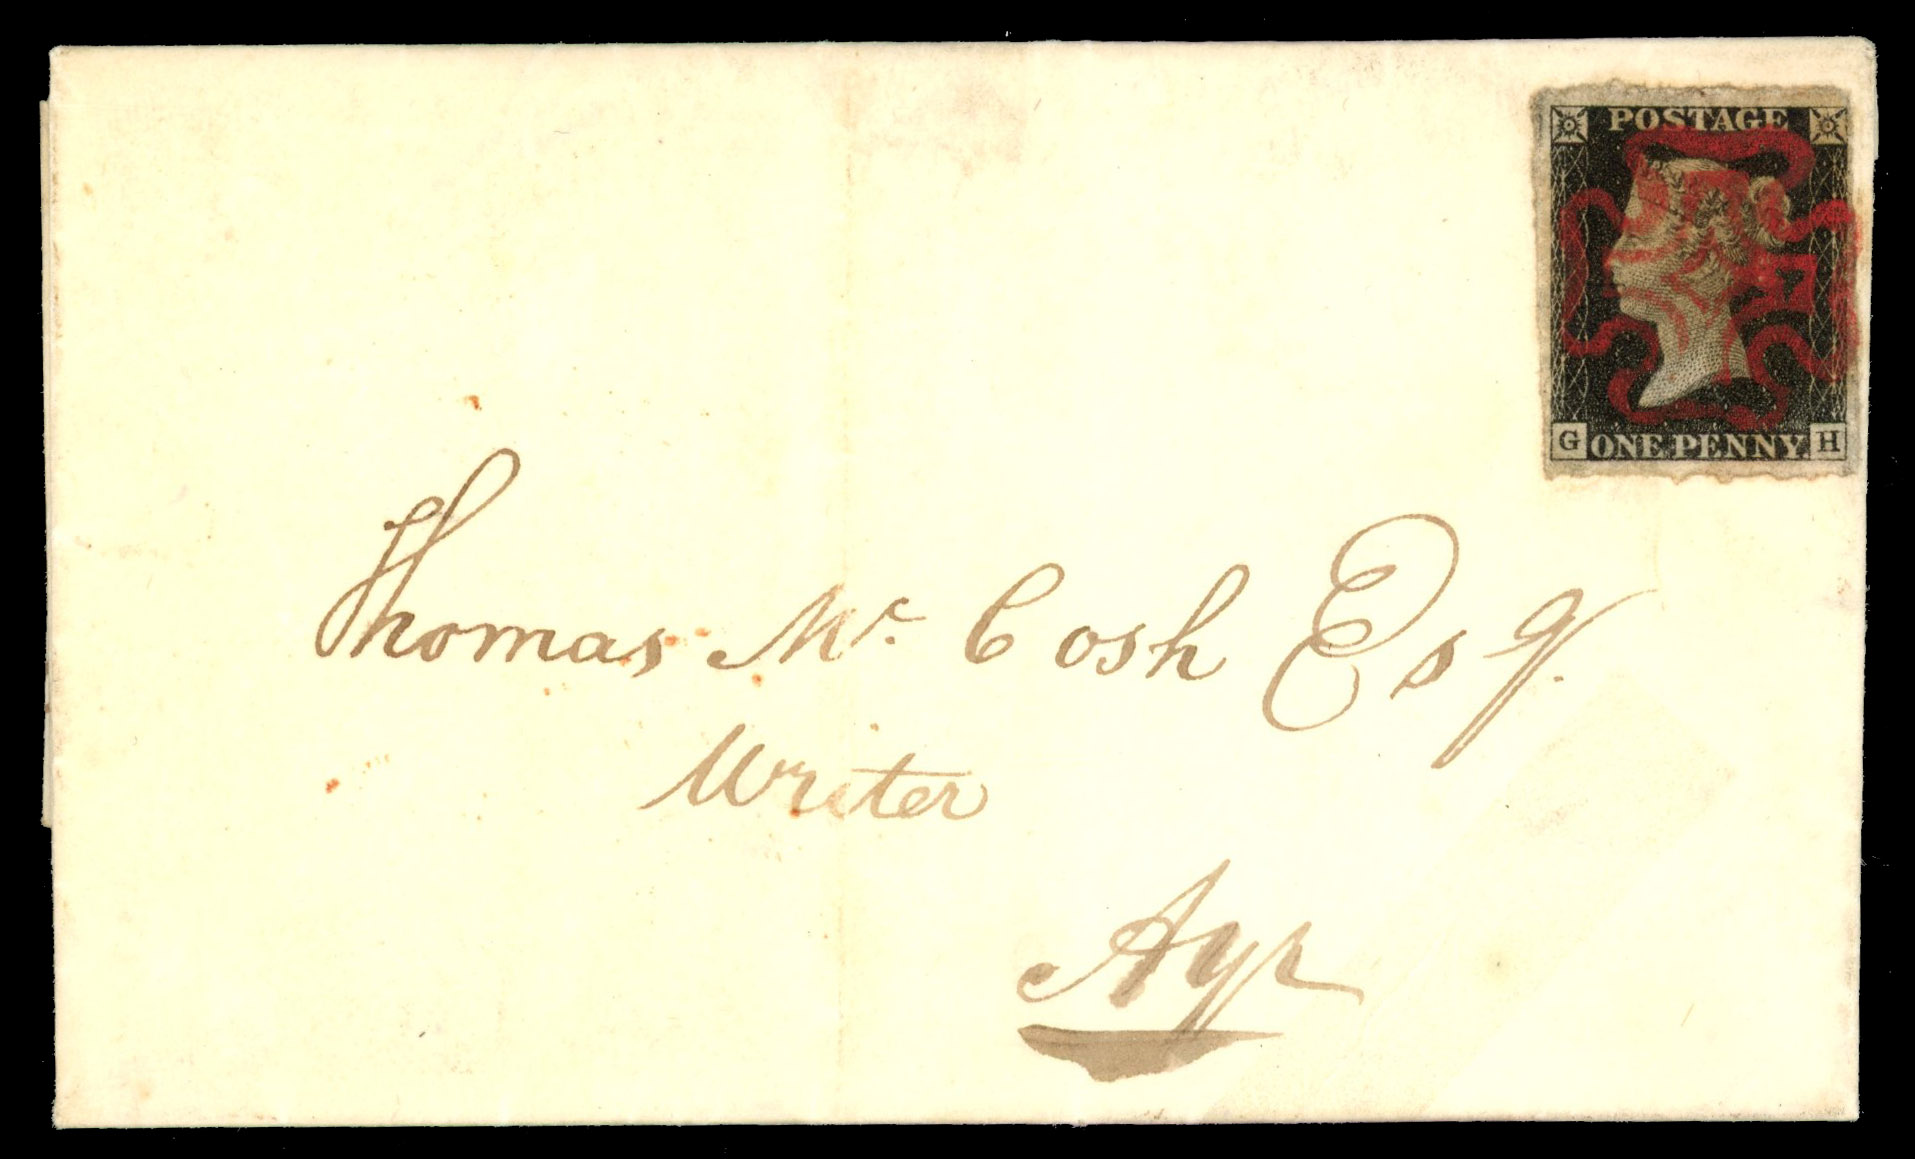 POSTAGE
G ONE PENNY H
Thomas Mc. Cosh Esq.
Writer
Ayr